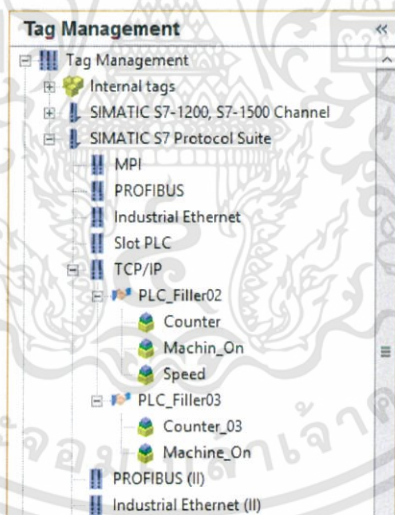 Tag Management
Tag Management
Internal tags
SIMATIC S7-1200, S7-1500 Channel
SIMATIC S7 Protocol Suite
MPI
PROFIBUS
Industrial Ethernet
Slot PLC
TCP/IP
PLC_Filler02
Counter
Machin_On
Speed
PLC_Filler03
Counter_03
Machine_On
PROFIBUS (II)
Industrial Ethernet (II)